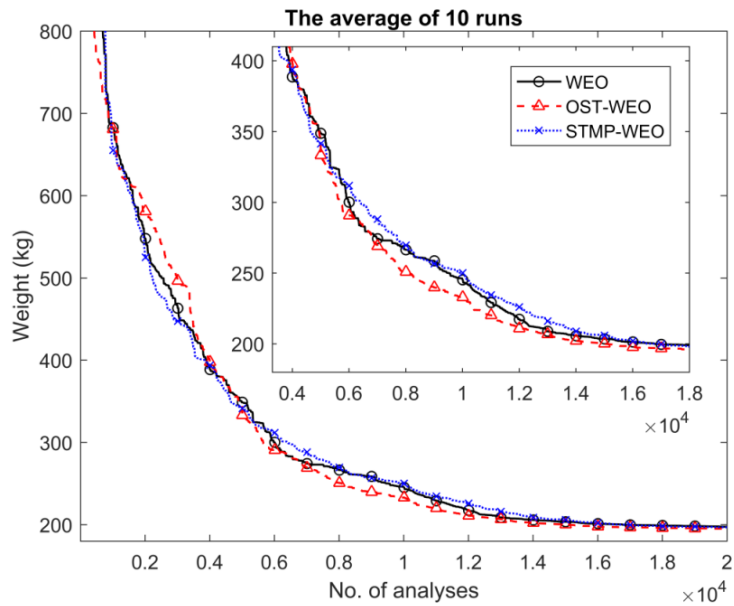 The average of 10 runs
Weight (kg)
800
700
600
500
400
300
200
400
350
300
250
200
WEO
OST-WEO
STMP-WEO
0.4 0.6 0.8 1 1.2 1.4 1.6 1.8
×10⁴
0.2 0.4 0.6 0.8 1 1.2 1.4 1.6 1.8 20
No. of analyses
×10⁴